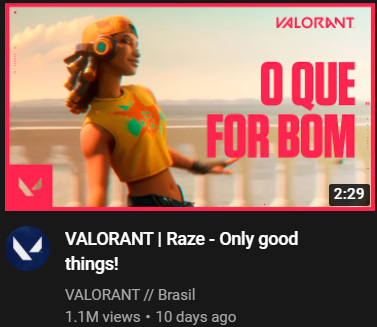 VALORANT
O QUE
FOR BOM
2:29
VALORANT | Raze - Only good
things!
VALORANT // Brasil
1.1M views • 10 days ago